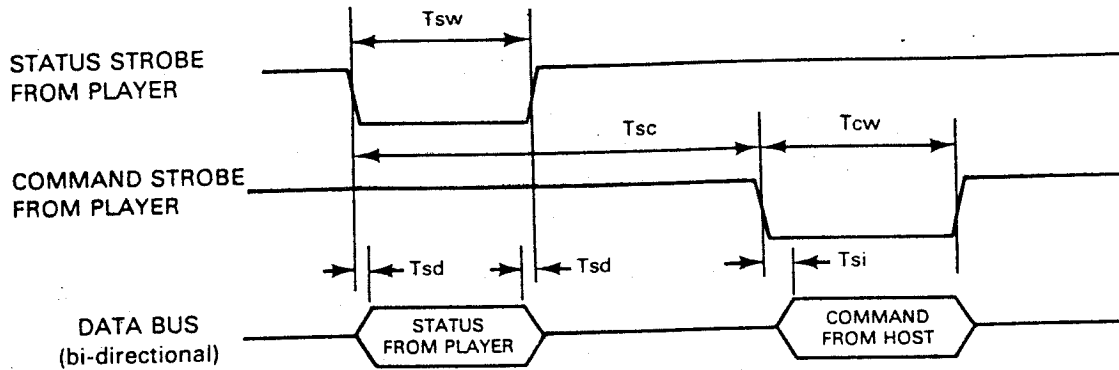 Tsw
STATUS STROBE
FROM PLAYER
Tsc
Tcw
COMMAND STROBE
FROM PLAYER
Tsd
Tsd
Tsi
DATA BUS
(bi-directional)
STATUS
FROM PLAYER
COMMAND
FROM HOST